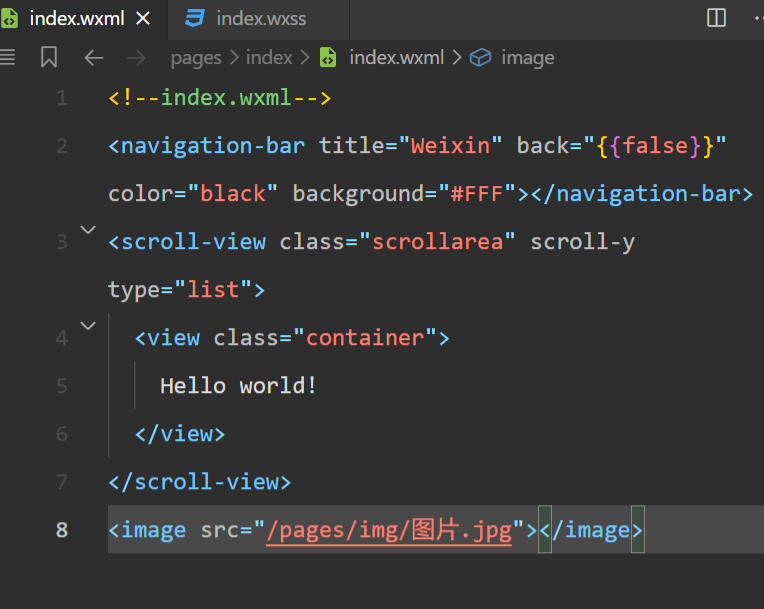 index.wxml
index.wxss
pages > index > index.wxml > image
1 <!--index.wxml-->
2 <navigation-bar title="Weixin" back="{{false}}"
color="black" background="#FFF"></navigation-bar>
3 <scroll-view class="scrollarea" scroll-y
type="list">
4 <view class="container">
5 Hello world!
6 </view>
7 </scroll-view>
8 <image src="/pages/img/图片.jpg"></image>